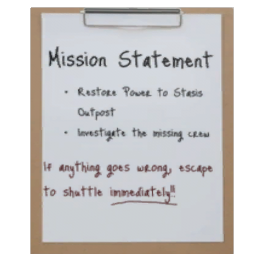 Mission Statement
• Restore Power to Stasis
Outpost
• Investigate the missing crew
If anything goes wrong, escape
to shuttle immediately!!